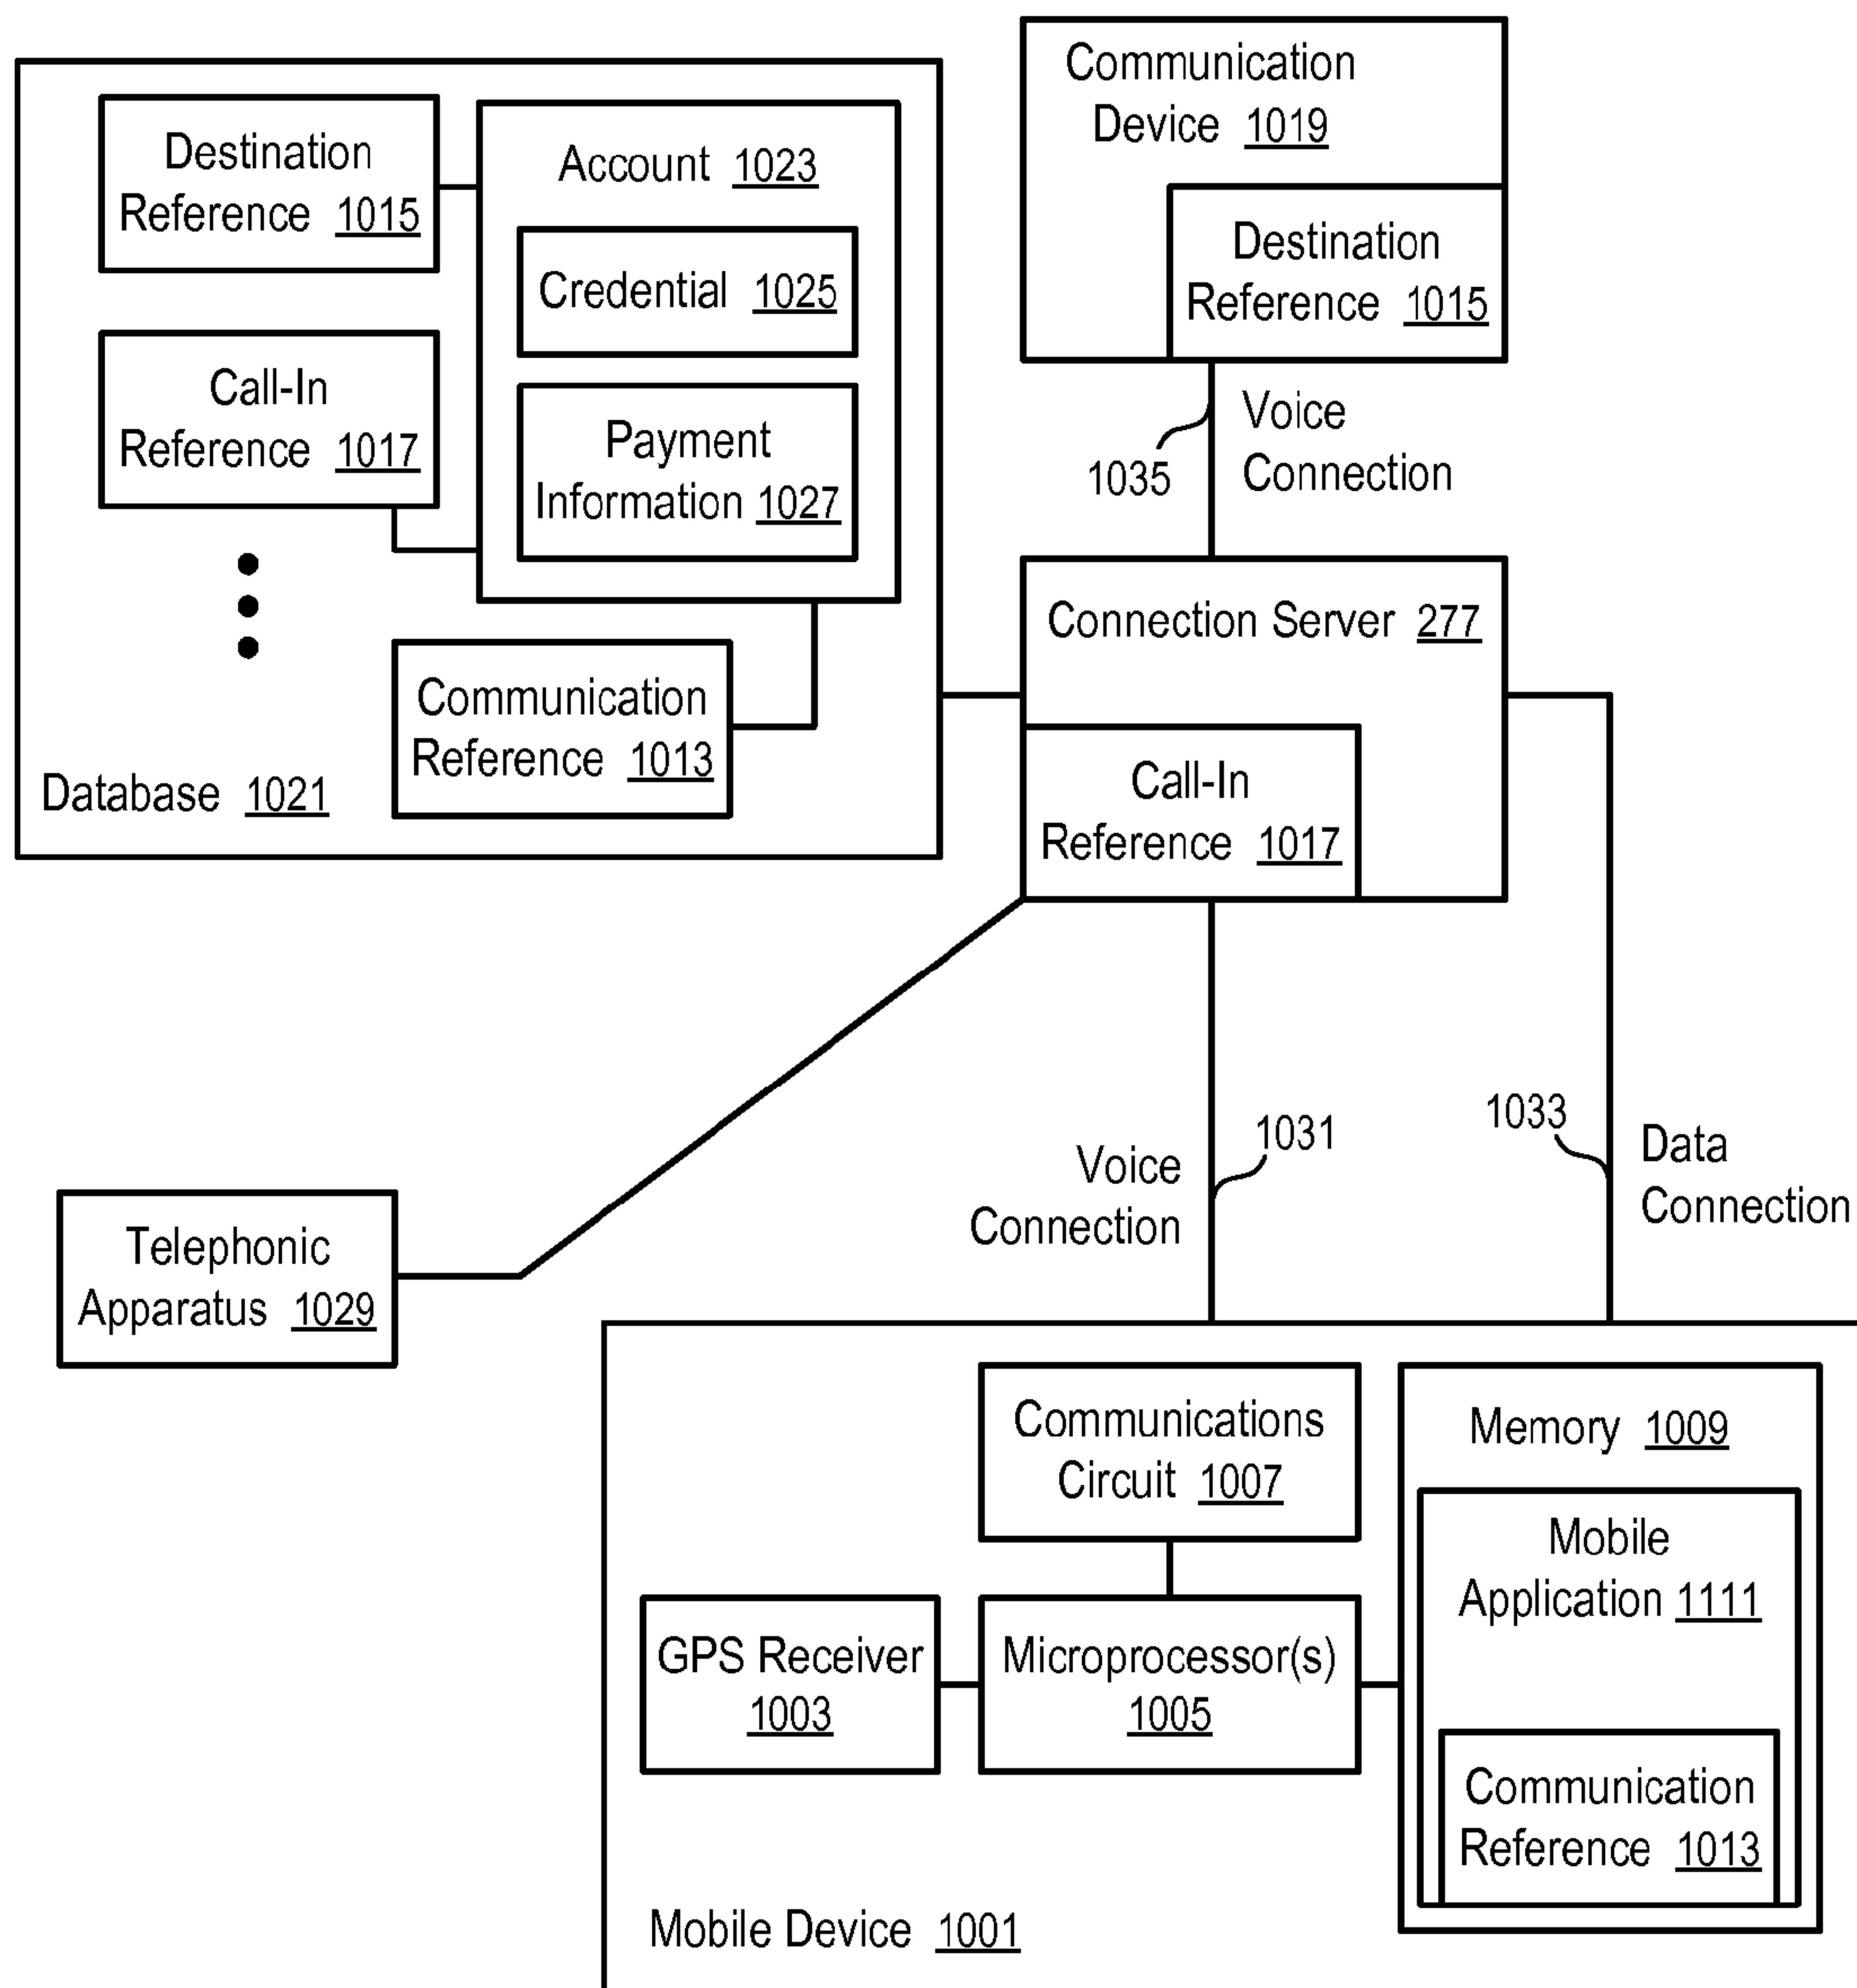 Communication
Device 1019
Destination
Reference 1015
Destination
Reference 1015
Account 1023
Credential 1025
Call-In
Reference 1017
Payment
Information 1027
Communication
Reference 1013
Database 1021
1035
Voice
Connection
Connection Server 277
Call-In
Reference 1017
Telephonic
Apparatus 1029
Voice
Connection
1031
1033
Data
Connection
Communications
Circuit 1007
Memory 1009
Mobile
Application 1111
GPS Receiver
1003
Microprocessor(s)
1005
Communication
Reference 1013
Mobile Device 1001